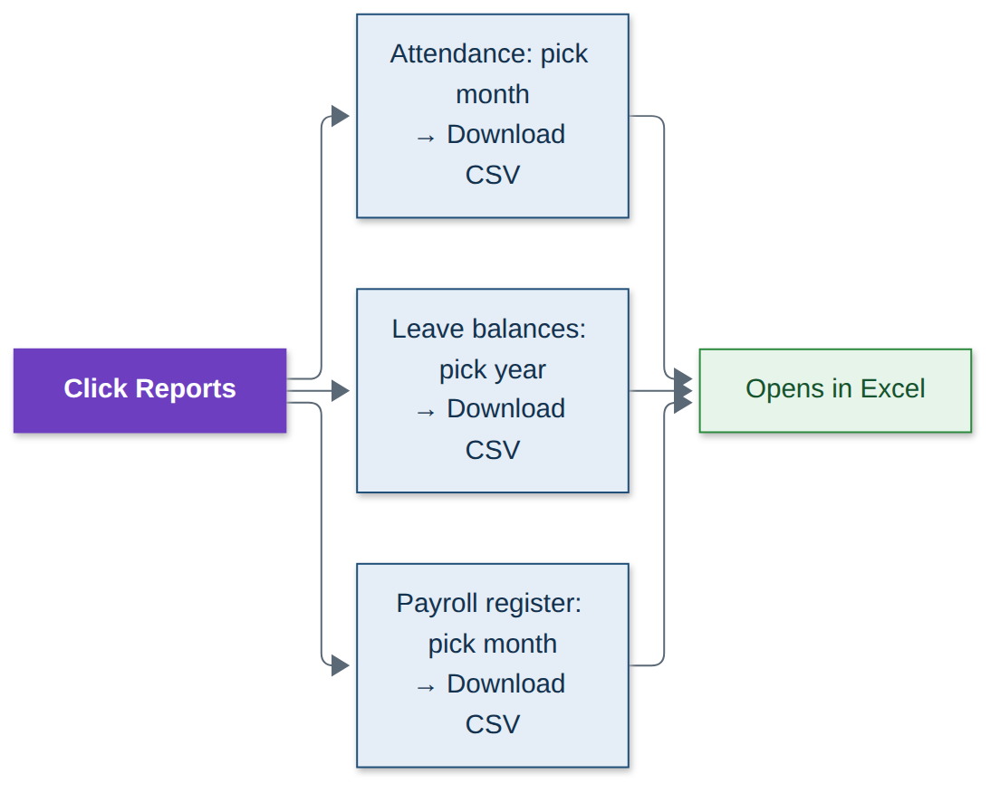 Attendance: pick
month
→ Download
CSV
Leave balances:
pick year
→ Download
CSV
Click Reports
Opens in Excel
Payroll register:
pick month
→ Download
CSV